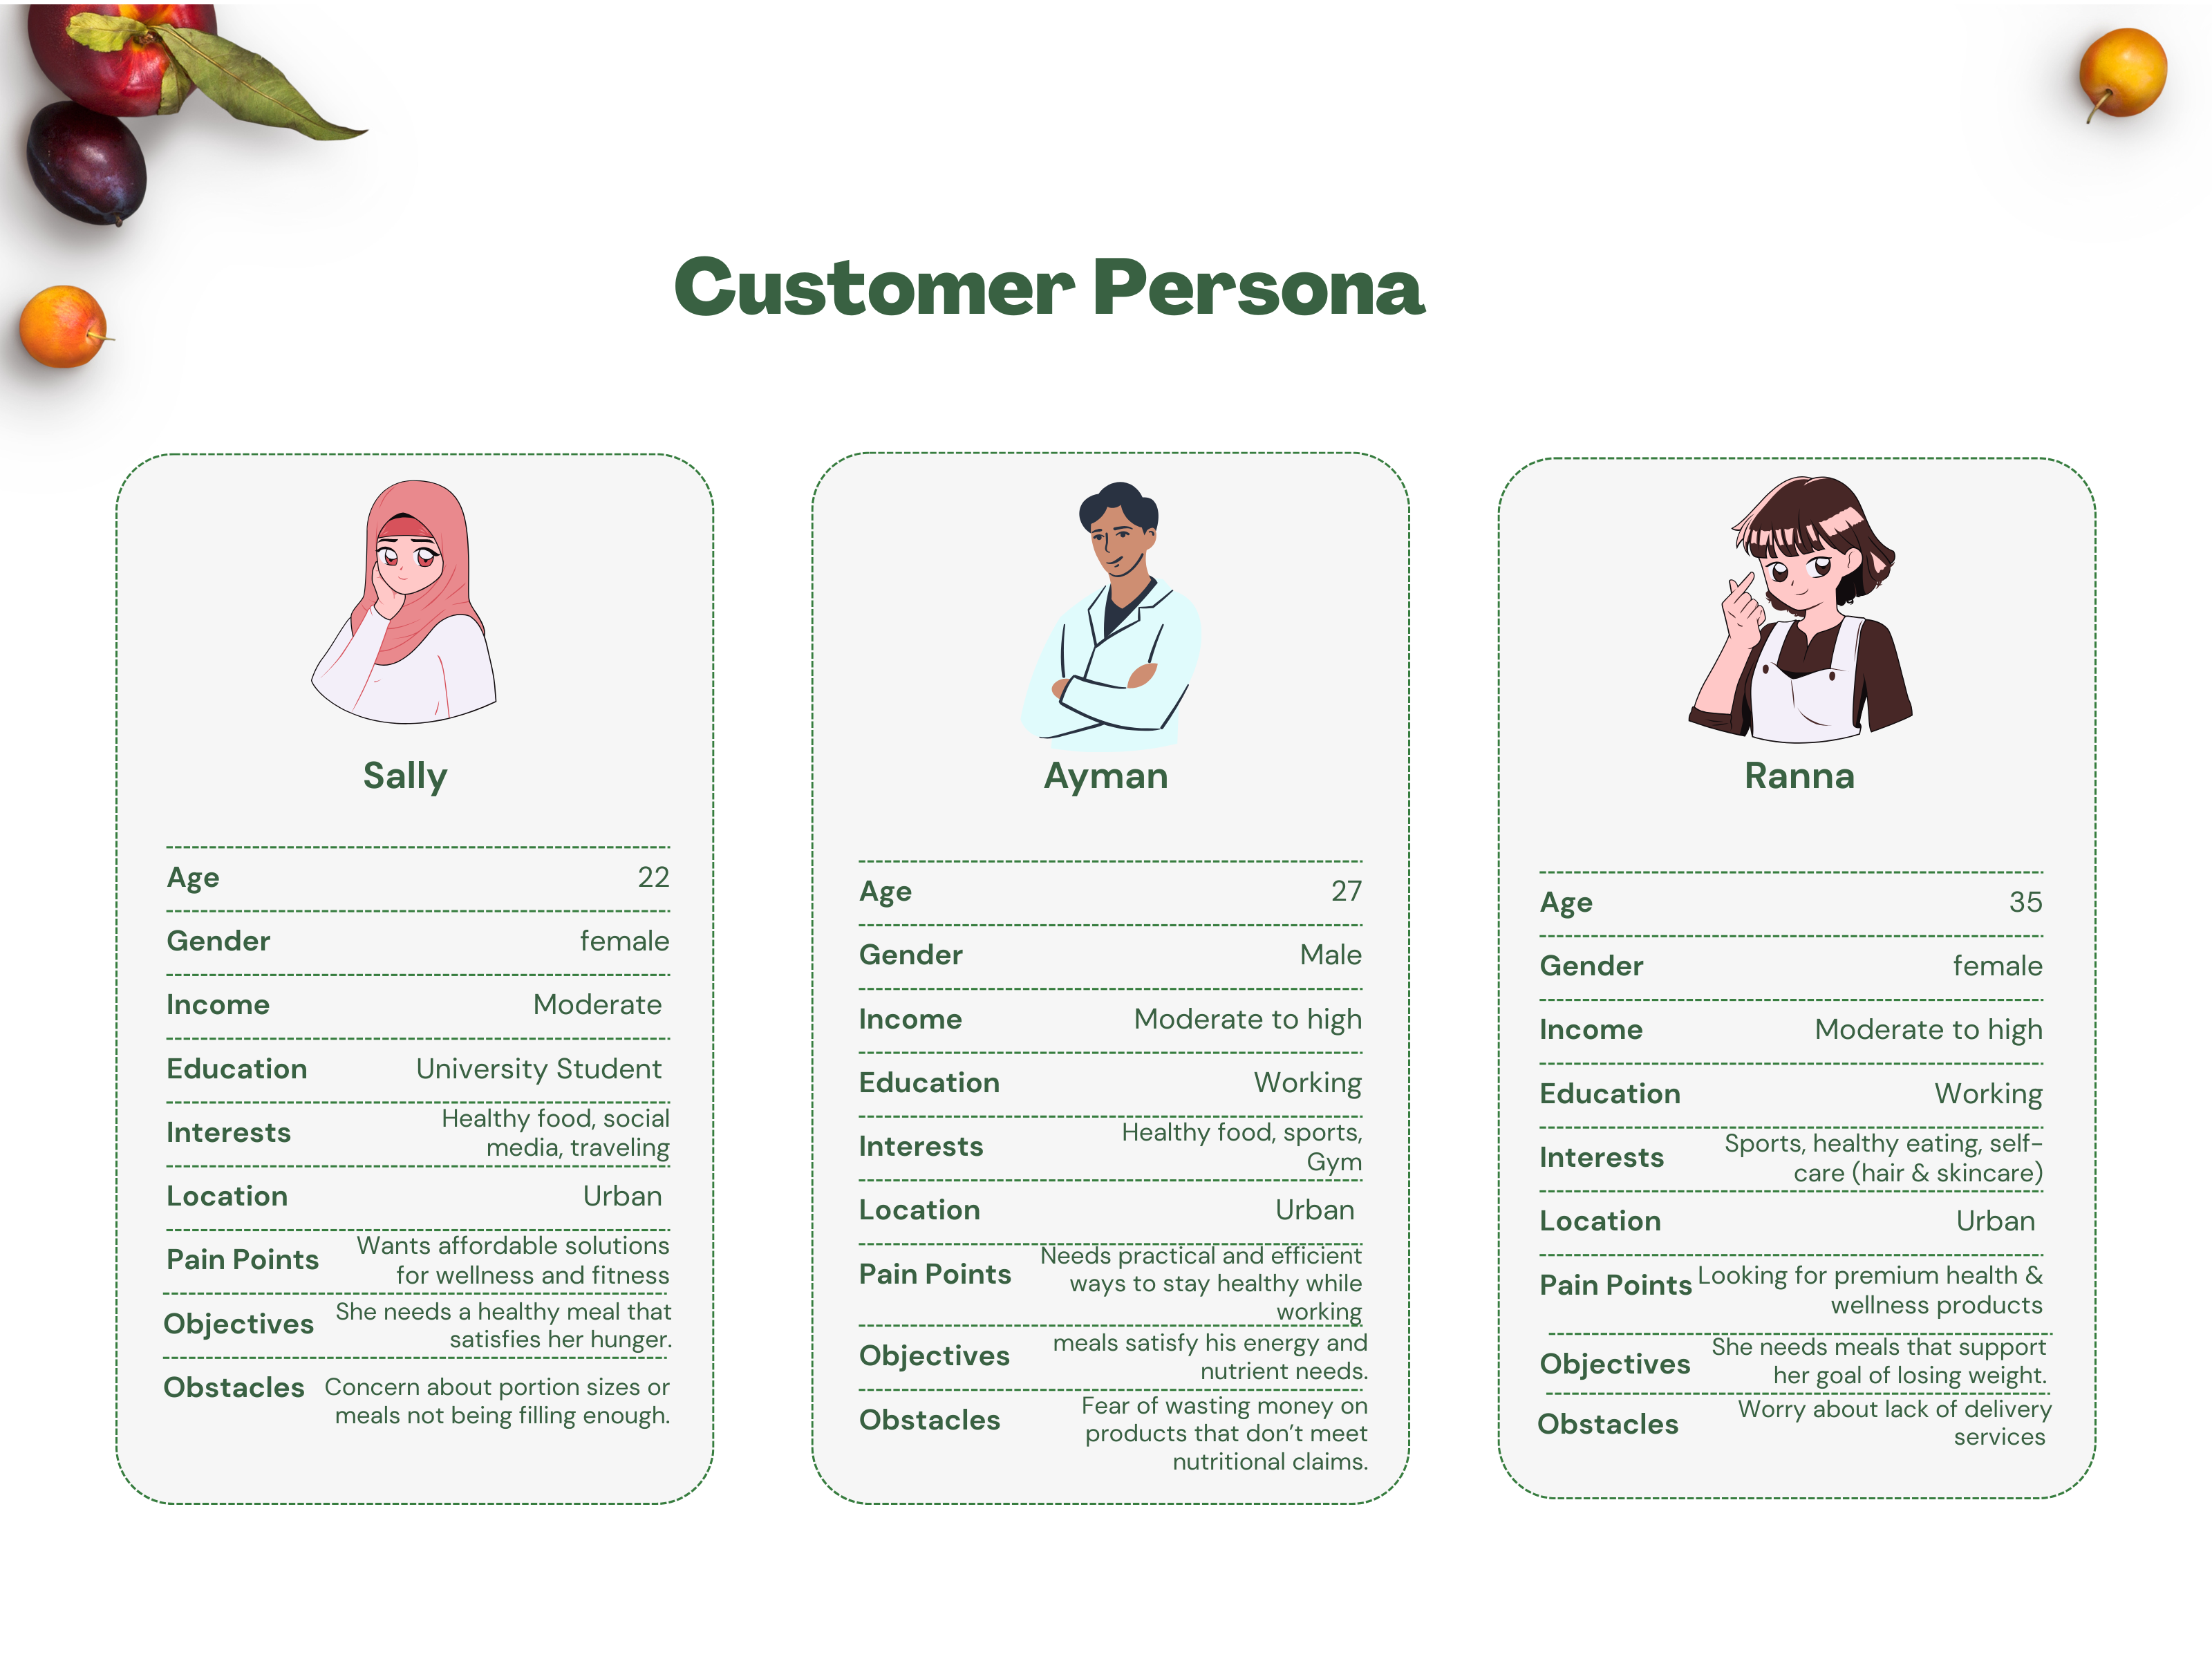 Customer Persona
Sally
Age 22
Gender female
Income Moderate
Education University Student
Interests Healthy food, social
media, traveling
Location Urban
Pain Points Wants affordable solutions
for wellness and fitness
Objectives She needs a healthy meal that
satisfies her hunger.
Obstacles Concern about portion sizes or
meals not being filling enough.
Ayman
Age 27
Gender Male
Income Moderate to high
Education Working
Interests Healthy food, sports,
Gym
Location Urban
Pain Points Needs practical and efficient
ways to stay healthy while
working
Objectives meals satisfy his energy and
nutrient needs.
Obstacles Fear of wasting money on
products that don’t meet
nutritional claims.
Ranna
Age 35
Gender female
Income Moderate to high
Education Working
Interests Sports, healthy eating, self-
care (hair & skincare)
Location Urban
Pain Points Looking for premium health &
wellness products
Objectives She needs meals that support
her goal of losing weight.
Obstacles Worry about lack of delivery
services